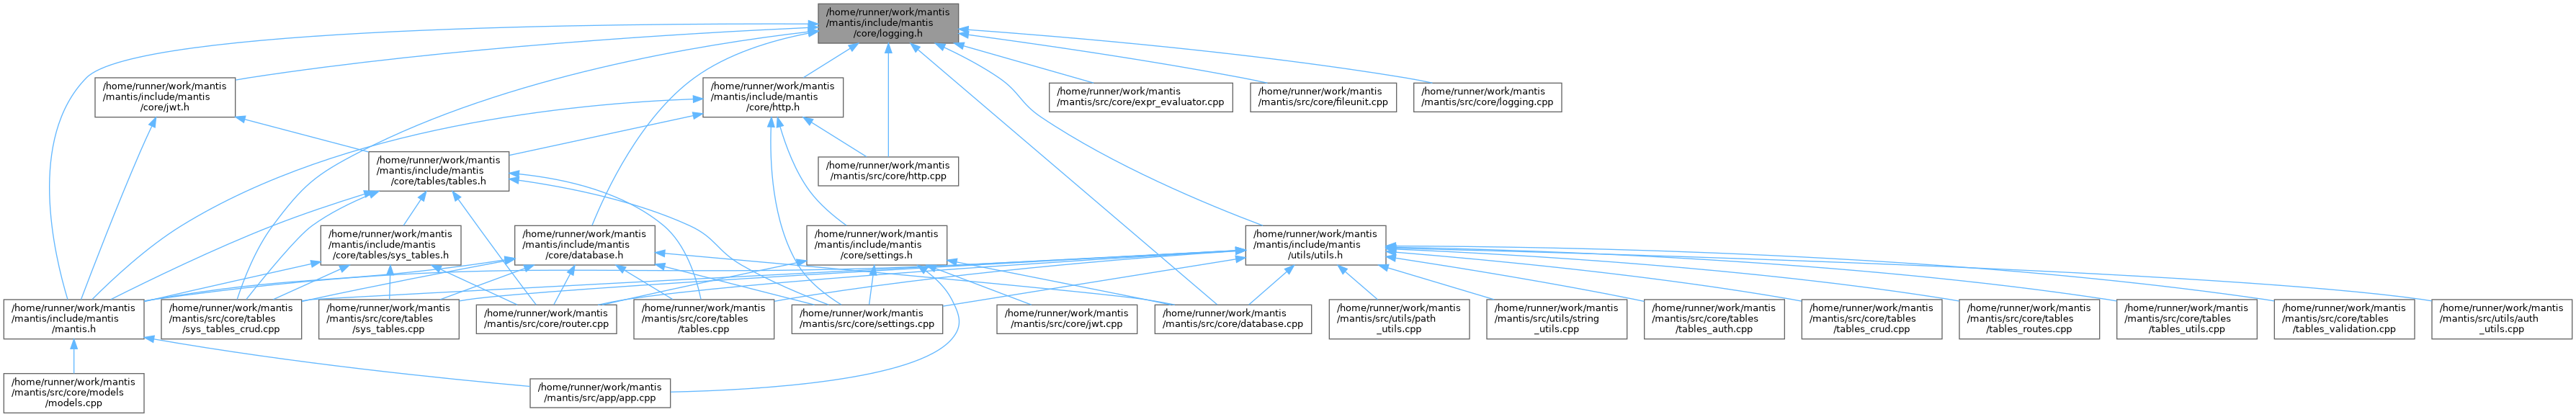 /home/runner/work/mantis
/mantis/include/mantis
/core/logging.h
/home/runner/work/mantis
/mantis/include/mantis
/core/jwt.h
/home/runner/work/mantis
/mantis/include/mantis
/core/http.h
/home/runner/work/mantis
/mantis/src/core/expr_evaluator.cpp
/home/runner/work/mantis
/mantis/src/core/fileunit.cpp
/home/runner/work/mantis
/mantis/src/core/logging.cpp
/home/runner/work/mantis
/mantis/include/mantis
/core/tables/tables.h
/home/runner/work/mantis
/mantis/src/core/http.cpp
/home/runner/work/mantis
/mantis/include/mantis
/core/tables/sys_tables.h
/home/runner/work/mantis
/mantis/include/mantis
/core/database.h
/home/runner/work/mantis
/mantis/include/mantis
/core/settings.h
/home/runner/work/mantis
/mantis/include/mantis
/utils/utils.h
/home/runner/work/mantis
/mantis/include/mantis
/mantis.h
/home/runner/work/mantis
/mantis/src/core/tables
/sys_tables_crud.cpp
/home/runner/work/mantis
/mantis/src/core/tables
/sys_tables.cpp
/home/runner/work/mantis
/mantis/src/core/router.cpp
/home/runner/work/mantis
/mantis/src/core/tables
/tables.cpp
/home/runner/work/mantis
/mantis/src/core/settings.cpp
/home/runner/work/mantis
/mantis/src/core/jwt.cpp
/home/runner/work/mantis
/mantis/src/core/database.cpp
/home/runner/work/mantis
/mantis/src/utils/path
_utils.cpp
/home/runner/work/mantis
/mantis/src/utils/string
_utils.cpp
/home/runner/work/mantis
/mantis/src/core/tables
/tables_auth.cpp
/home/runner/work/mantis
/mantis/src/core/tables
/tables_crud.cpp
/home/runner/work/mantis
/mantis/src/core/tables
/tables_routes.cpp
/home/runner/work/mantis
/mantis/src/core/tables
/tables_utils.cpp
/home/runner/work/mantis
/mantis/src/core/tables
/tables_validation.cpp
/home/runner/work/mantis
/mantis/src/utils/auth
_utils.cpp
/home/runner/work/mantis
/mantis/src/core/models
/models.cpp
/home/runner/work/mantis
/mantis/src/app/app.cpp